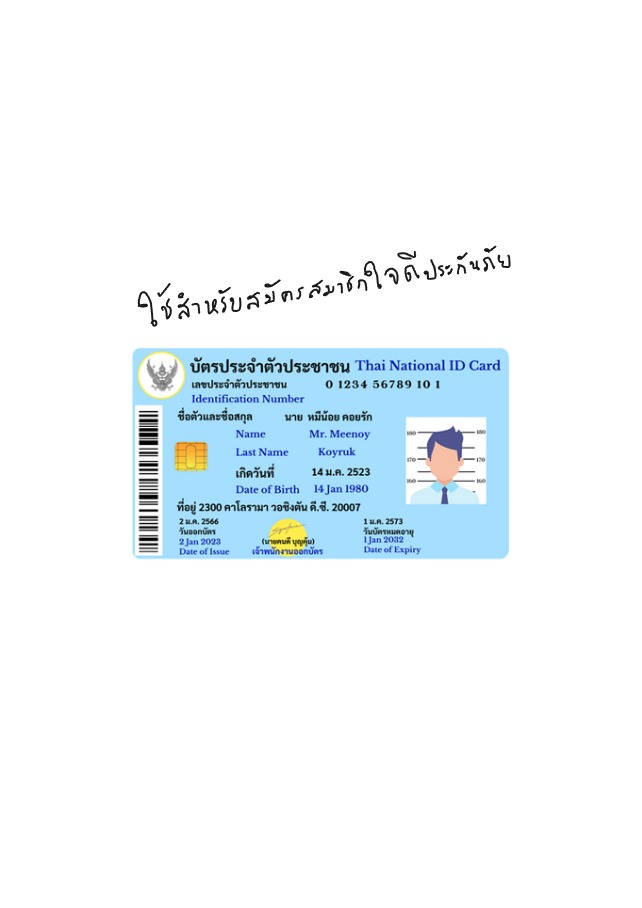 ใช้สำหรับสมัครสมาชิกใจดีประกันภัย
บัตรประจำตัวประชาชน Thai National ID Card
เลขประจำตัวประชาชน 0 1234 56789 10 1
Identification Number
ชื่อตัวและชื่อสกุล นาย หมีน้อย คอยรัก
Name Mr. Meenoy
Last Name Koyruk
เกิดวันที่ 14 ม.ค. 2523
Date of Birth 14 Jan 1980
ที่อยู่ 2300 คาโลรามา วอชิงตัน ดี.ซี. 20007
180 180
170 170
160 160
2 ม.ค. 2566 1 ม.ค. 2573
วันออกบัตร วันบัตรหมดอายุ
2 Jan 2023 (นายคนดี บุญคุ้ม) 1 Jan 2032
Date of Issue เจ้าพนักงานออกบัตร Date of Expiry